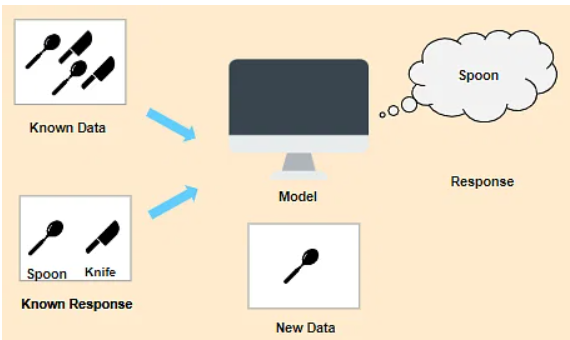 Known Data
Spoon
Knife
Known Response
Model
New Data
Spoon
Response